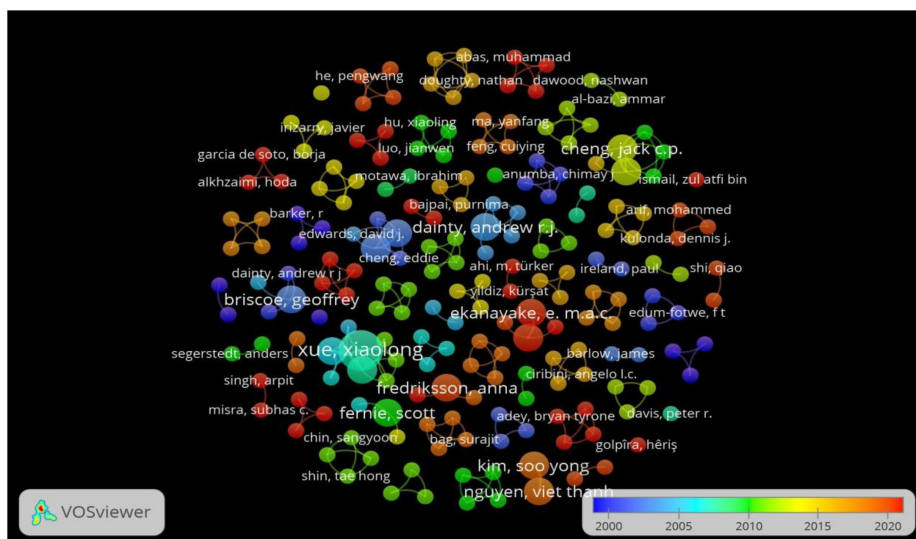 abas, muhammad
he, pengwang
doughty, nathan
dawood, nashwan
al-bazi, ammar
irizarry, javier
hu, xiaoling
ma, yanfang
luo, jianwen
feng, cuiying
cheng, jack c.p.
garcia de soto, borja
motawa, ibrahim
anumba, chimay j
ismail, zul atfi bin
alkhzaimi, hoda
bajpai, purnima
barker, r
arif, mohammed
edwards, david j.
dainty, andrew r.j.
kulonda, dennis j.
cheng, eddie
dainty, andrew r j
ahi, m. türker
ireland, paul
shi, qiao
briscoe, geoffrey
yildiz, kürşat
ekanayake, e. m.a.c.
edum-fotwe, f t
segerstedt, anders
xue, xiaolong
barlow, james
singh, arpit
fredriksson, anna
ciribini, angelo l.c.
misra, subhas c.
fernie, scott
adey, bryan tyrone
davis, peter r.
chin, sangyoon
bag, surajit
golpîra, hêriş
shin, tae hong
kim, soo yong
nguyen, viet thanh
VOSviewer
2000 2005 2010 2015 2020